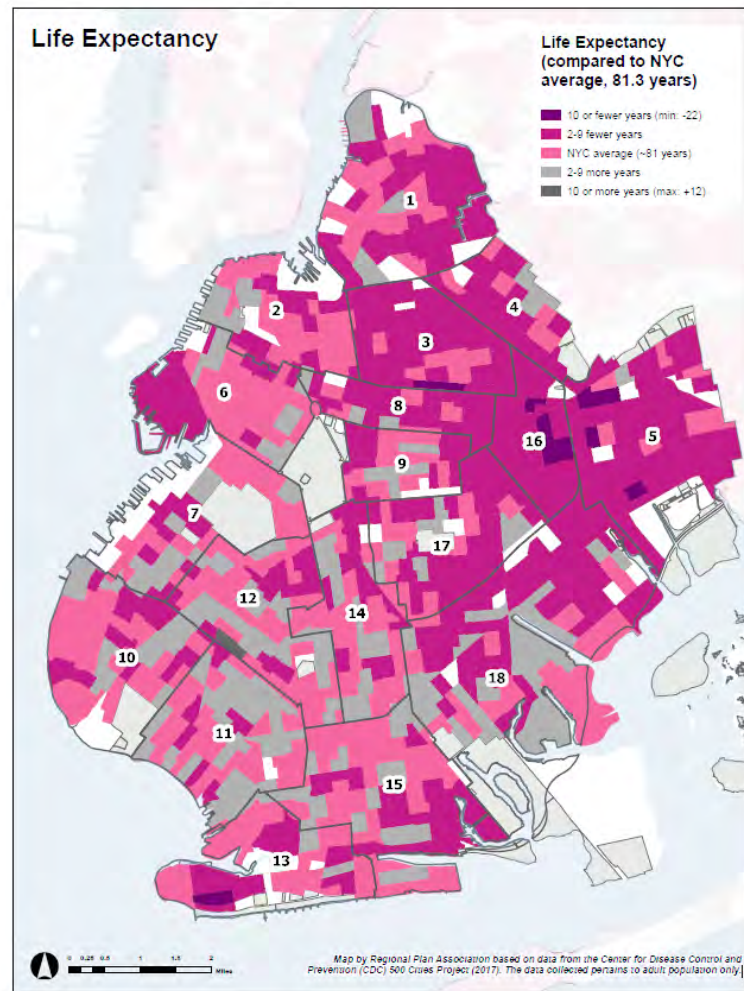 Life Expectancy
Life Expectancy
(compared to NYC
average, 81.3 years)
10 or fewer years (min: -22)
2-9 fewer years
NYC average (~81 years)
2-9 more years
10 or more years (max: +12)
1
2
4
3
6
8
16
5
9
7
17
12
14
10
18
11
15
13
0 0.25 0.5 1 1.5 2
Miles
Map by Regional Plan Association based on data from the Center for Disease Control and
Prevention (CDC) 500 Cities Project (2017). The data collected pertains to adult population only.